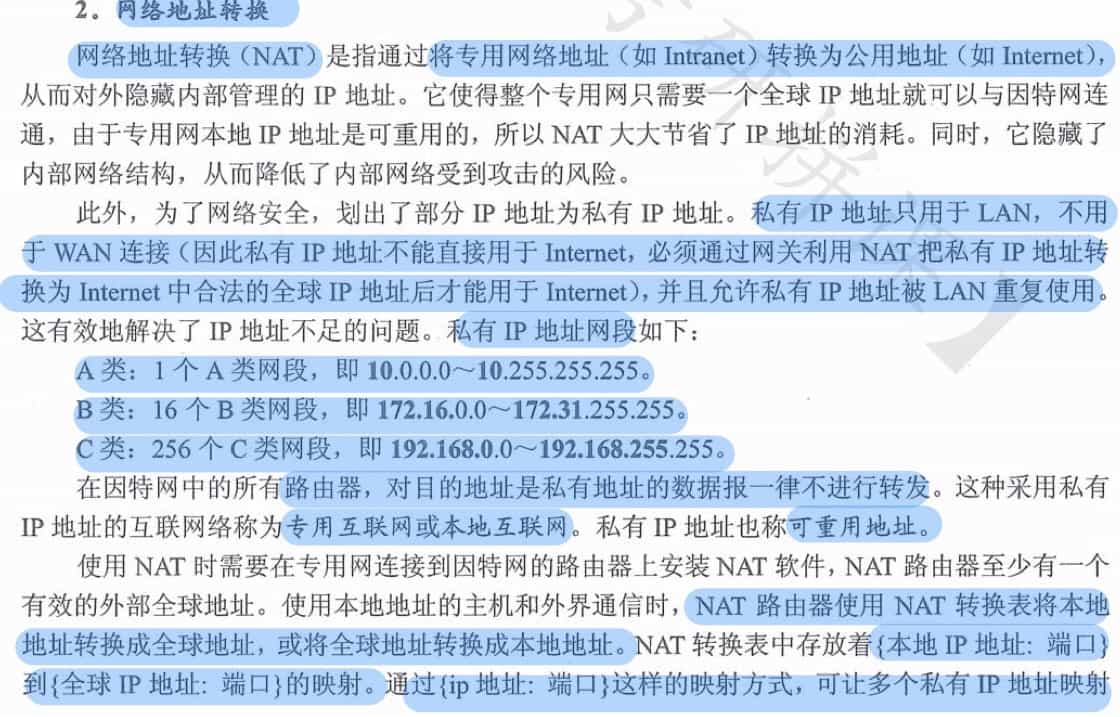 2。网络地址转换
网络地址转换（NAT）是指通过将专用网络地址（如 Intranet）转换为公用地址（如 Internet），
从而对外隐藏内部管理的 IP 地址。它使得整个专用网只需要一个全球 IP 地址就可以与因特网连
通，由于专用网本地 IP 地址是可重用的，所以 NAT 大大节省了 IP 地址的消耗。同时，它隐藏了
内部网络结构，从而降低了内部网络受到攻击的风险。
此外，为了网络安全，划出了部分 IP 地址为私有 IP 地址。私有 IP 地址只用于 LAN，不用
于 WAN 连接（因此私有 IP 地址不能直接用于 Internet，必须通过网关利用 NAT 把私有 IP 地址转
换为 Internet 中合法的全球 IP 地址后才能用于 Internet），并且允许私有 IP 地址被 LAN 重复使用。
这有效地解决了 IP 地址不足的问题。私有 IP 地址网段如下：
A 类：1 个 A 类网段，即 10.0.0.0～10.255.255.255。
B 类：16 个 B 类网段，即 172.16.0.0～172.31.255.255。
C 类：256 个 C 类网段，即 192.168.0.0～192.168.255.255。
在因特网中的所有路由器，对目的地址是私有地址的数据报一律不进行转发。这种采用私有
IP 地址的互联网络称为专用互联网或本地互联网。私有 IP 地址也称可重用地址。
使用 NAT 时需要在专用网连接到因特网的路由器上安装 NAT 软件，NAT 路由器至少有一个
有效的外部全球地址。使用本地地址的主机和外界通信时，NAT 路由器使用 NAT 转换表将本地
地址转换成全球地址，或将全球地址转换成本地地址。NAT 转换表中存放着{本地 IP 地址：端口}
到{全球 IP 地址：端口}的映射。通过{ip 地址：端口}这样的映射方式，可让多个私有 IP 地址映射